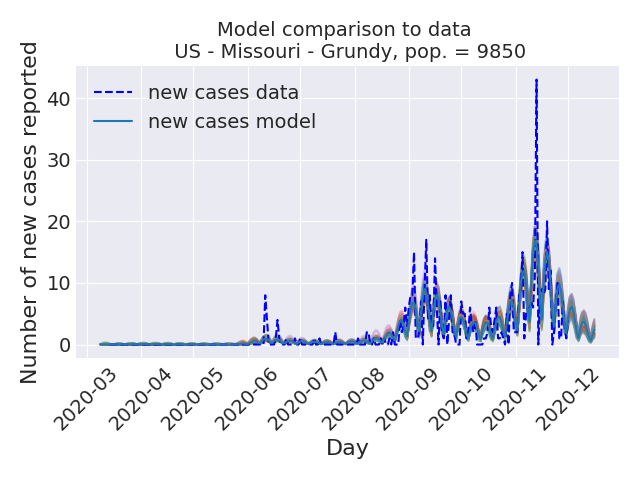 Model comparison to data
US - Missouri - Grundy, pop. = 9850
Number of new cases reported
40
30
20
10
0
new cases data
new cases model
2020-03
2020-04
2020-05
2020-06
2020-07
2020-08
2020-09
2020-10
2020-11
2020-12
Day